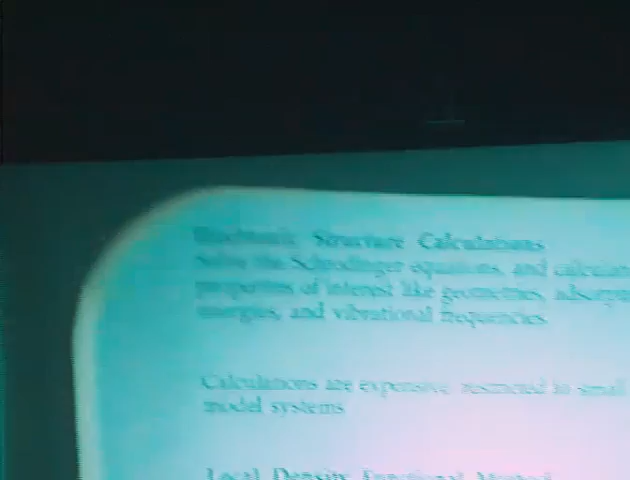 Electronic Structure Calculations
Solve the Schrodinger equations, and calculate
properties of interest like geometries, adsorption
energies, and vibrational frequencies.
Calculations are expensive, restricted to small
model systems.
Local Density Functional Method